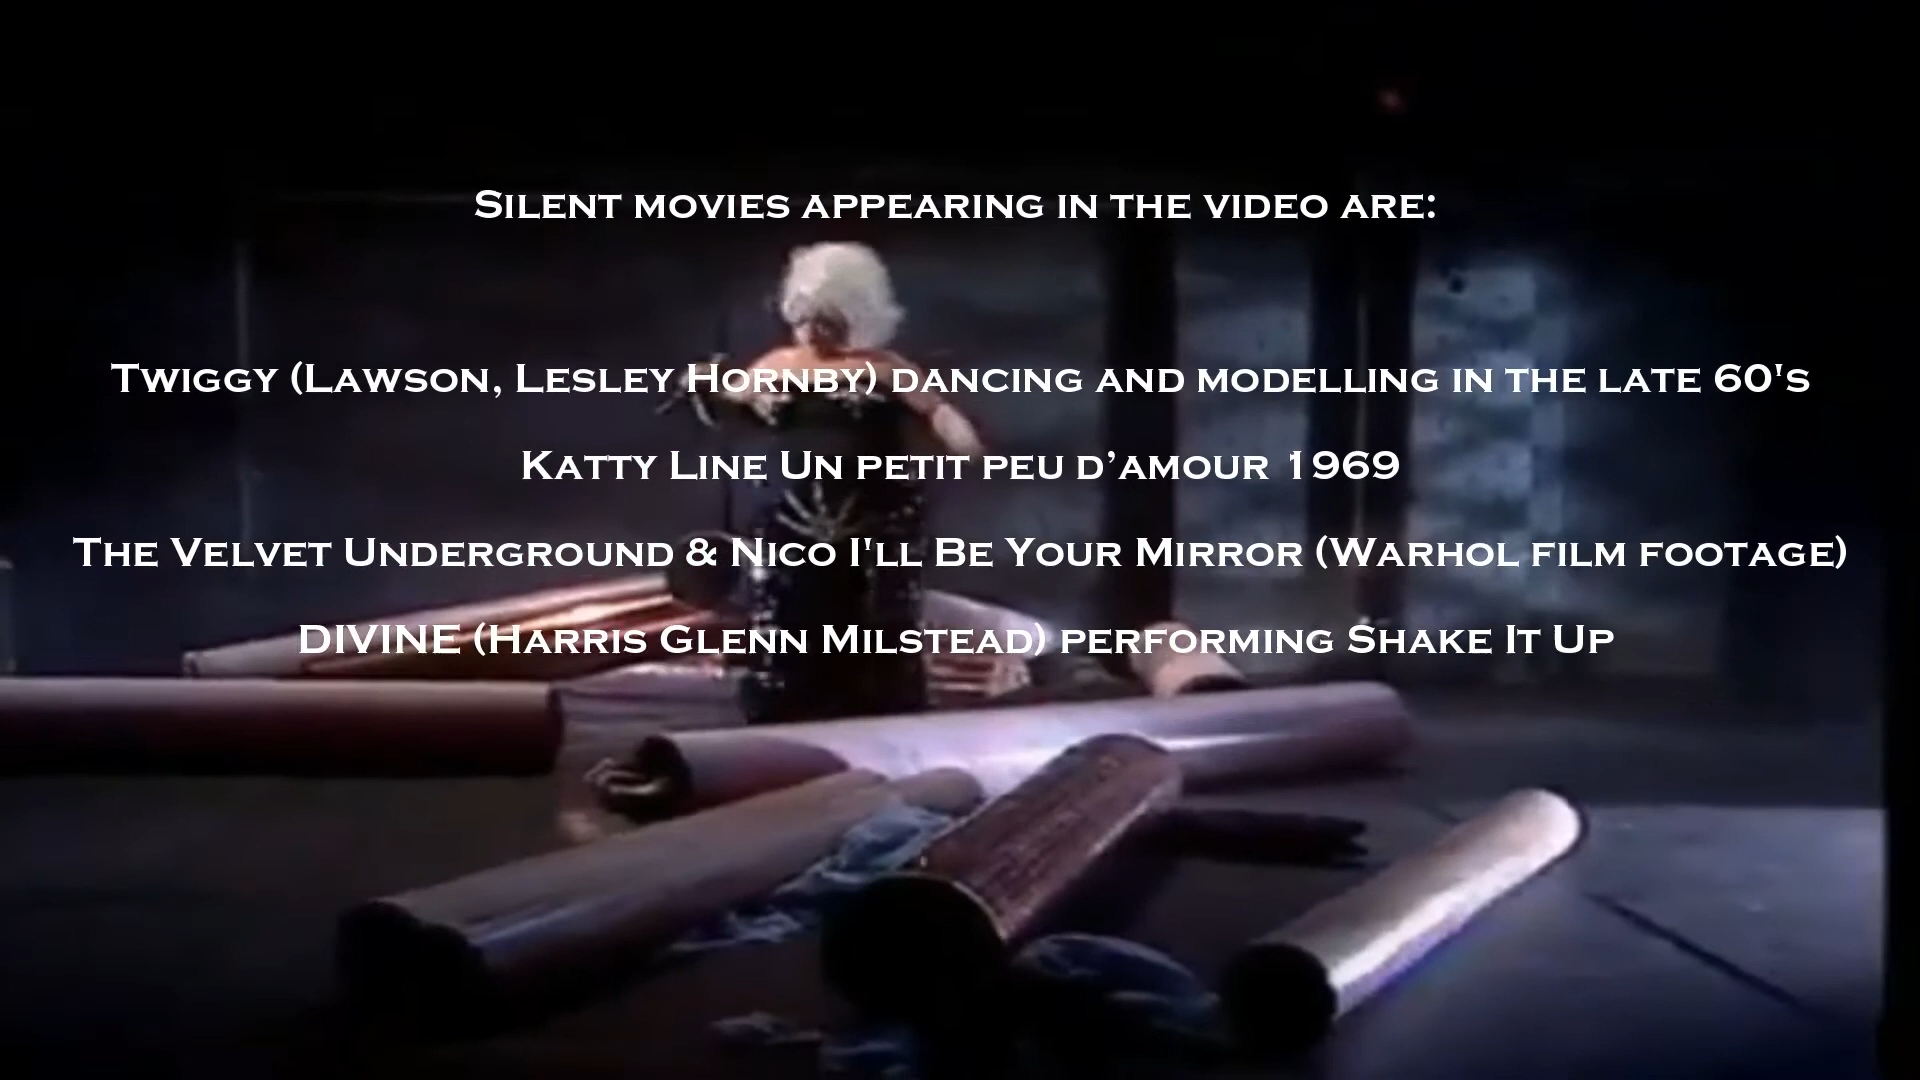 Silent movies appearing in the video are:
Twiggy (Lawson, Lesley Hornby) dancing and modelling in the late 60's
Katty Line Un petit peu d’amour 1969
The Velvet Underground & Nico I'll Be Your Mirror (Warhol film footage)
DIVINE (Harris Glenn Milstead) performing Shake It Up